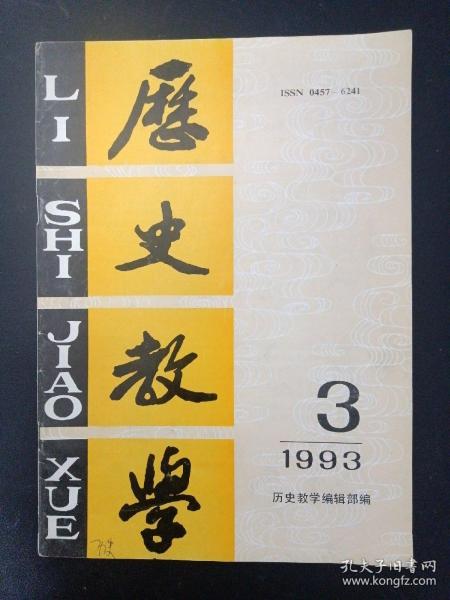 LI
SHI
JIAO
XUE
歷
史
教
學
ISSN 0457-6241
3
1993
历史教学编辑部编
孔夫子旧书网
www.kongfz.com